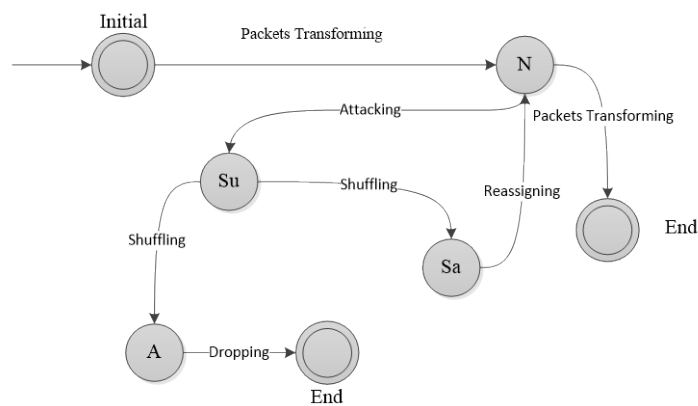 Initial
Packets Transforming
N
Attacking
Packets Transforming
Su
Shuffling
Reassigning
Shuffling
Sa
End
A
Dropping
End